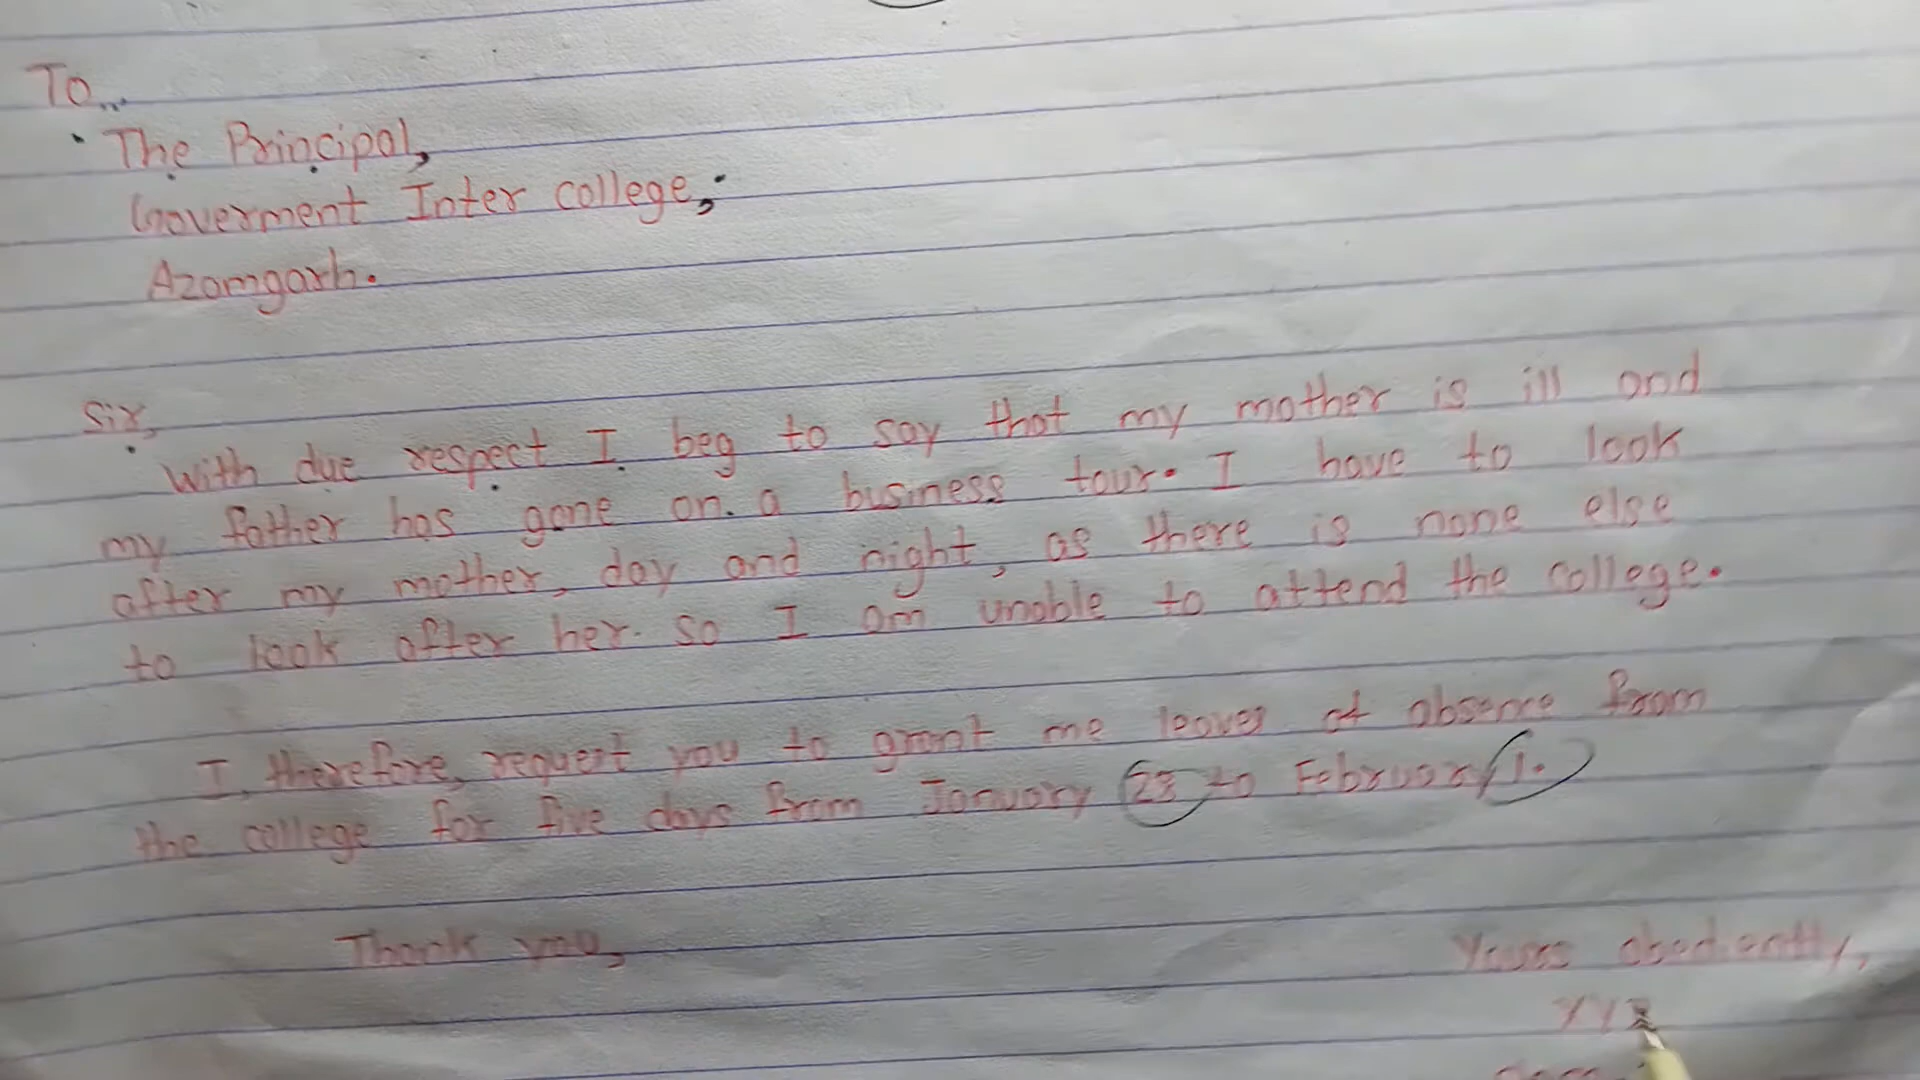 To...
The Principal,
Goverment Inter college,
Azamgarh.
Sir,
With due respect I beg to say that my mother is ill and
my father has gone on a business tour. I have to look
after my mother, day and night, as there is none else
to look after her. So I am unable to attend the college.
I, therefore, request you to grant me leaves of absence from
the college for five days from January 23 to February 1.
Thank you,
Yours obediently,
XYZ